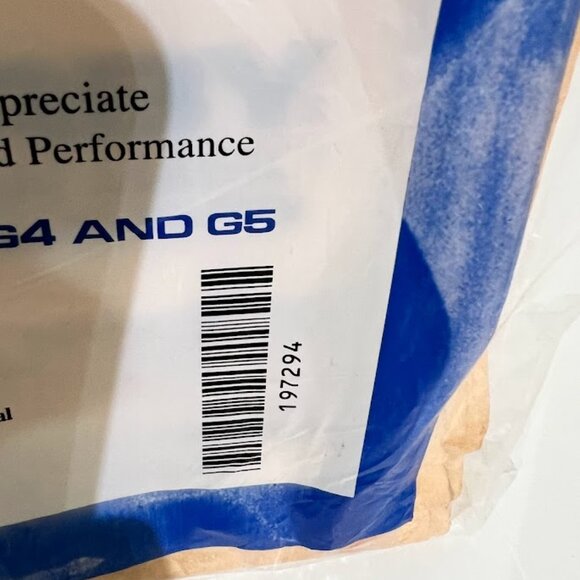 preciate
d Performance
G4 AND G5
197294
al